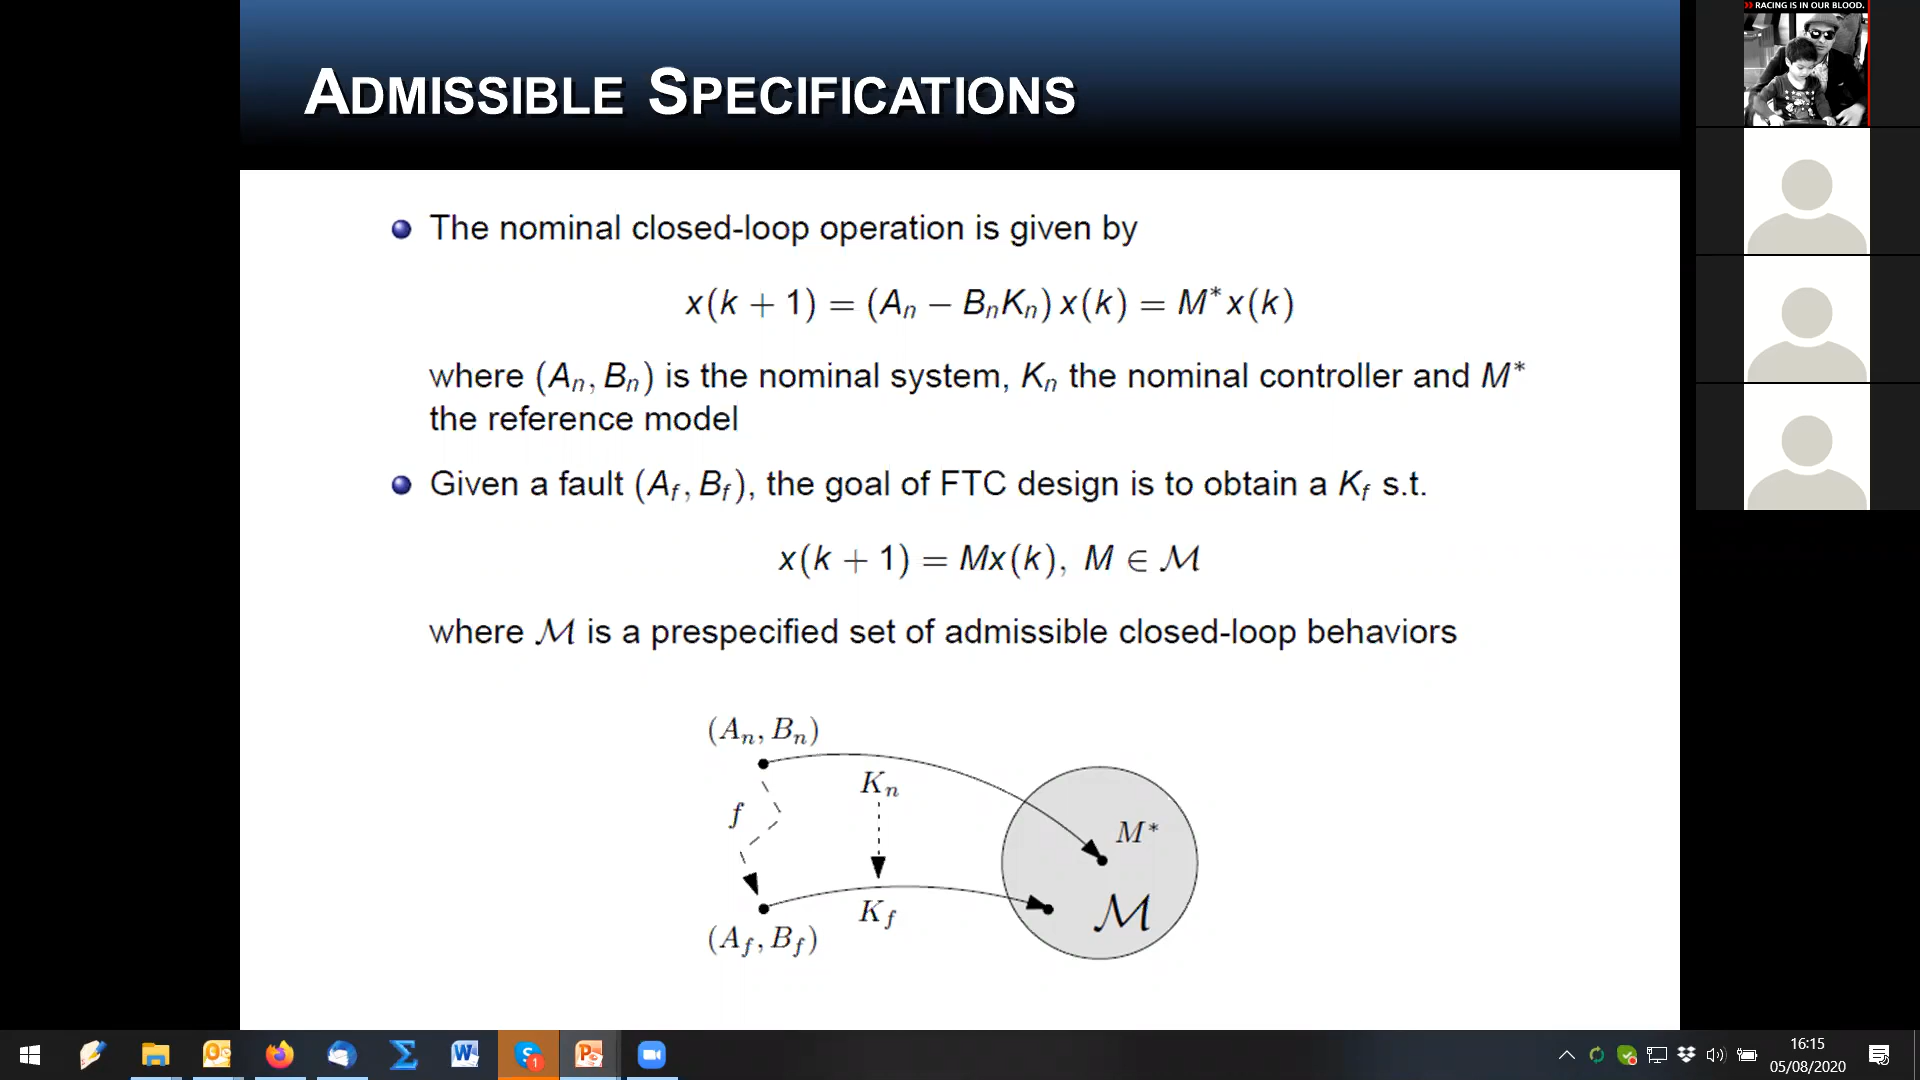 RACING IS IN OUR BLOOD.
ADMISSIBLE SPECIFICATIONS
The nominal closed-loop operation is given by
x(k + 1) = (Aₙ − BₙKₙ) x(k) = M*x(k)
where (Aₙ, Bₙ) is the nominal system, Kₙ the nominal controller and M*
the reference model
Given a fault (A_f, B_f), the goal of FTC design is to obtain a K_f s.t.
x(k + 1) = Mx(k), M ∈ ℳ
where ℳ is a prespecified set of admissible closed-loop behaviors
(Aₙ, Bₙ)
Kₙ
f
M*
K_f
ℳ
(A_f, B_f)
1
16:15
05/08/2020